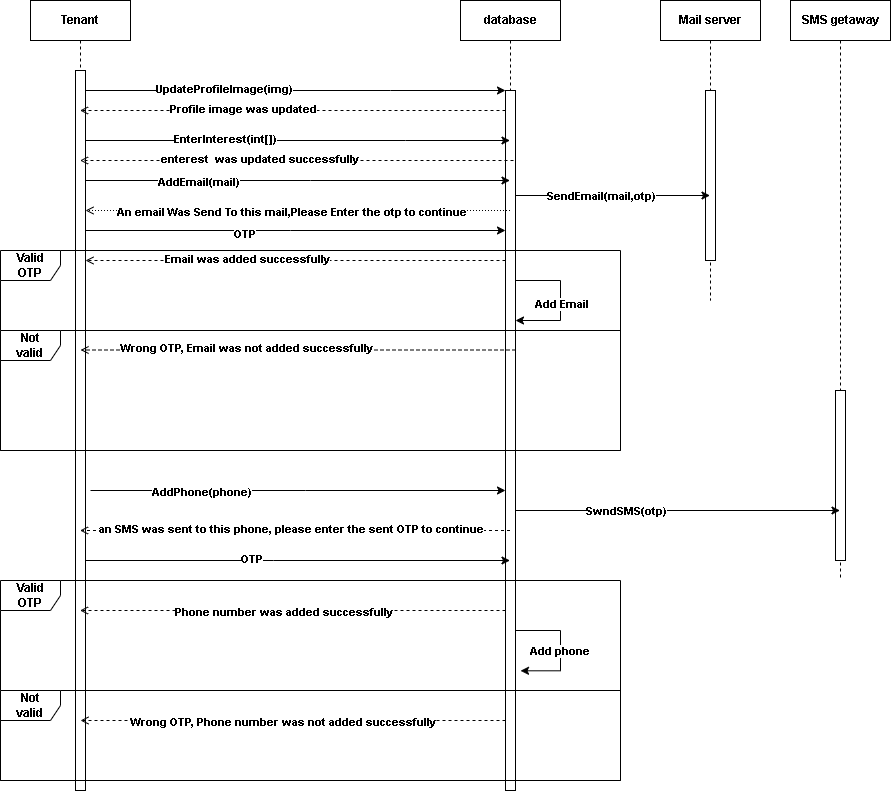 Tenant
database
Mail server
SMS getaway
UpdateProfileImage(img)
Profile image was updated
EnterInterest(int[])
enterest was updated successfully
AddEmail(mail)
SendEmail(mail,otp)
An email Was Send To this mail,Please Enter the otp to continue
OTP
Valid
OTP
Email was added successfully
Add Email
Not
valid
Wrong OTP, Email was not added successfully
AddPhone(phone)
SwndSMS(otp)
an SMS was sent to this phone, please enter the sent OTP to continue
OTP
Valid
OTP
Phone number was added successfully
Add phone
Not
valid
Wrong OTP, Phone number was not added successfully